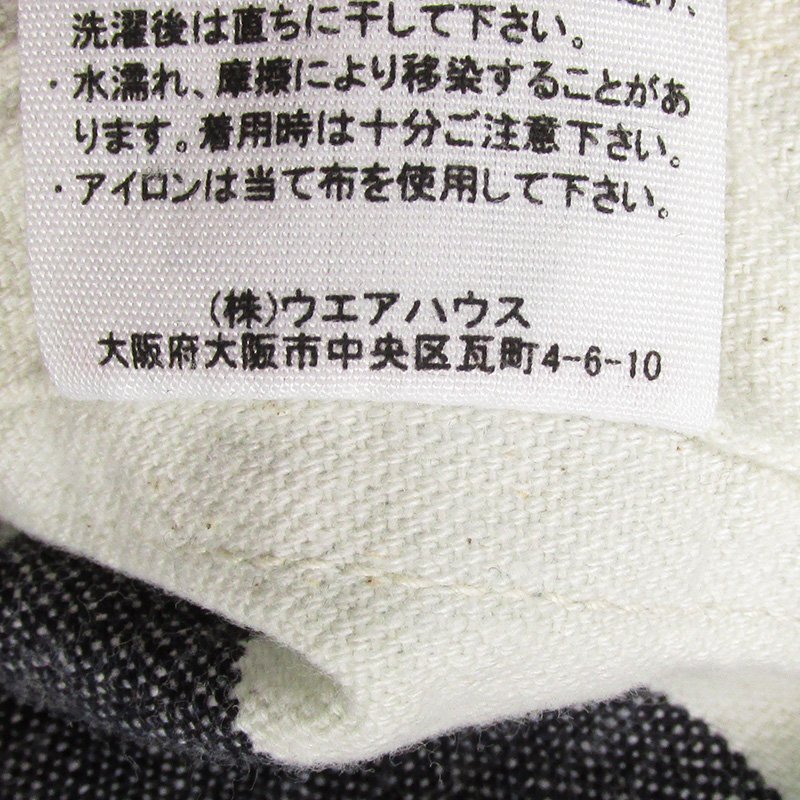 洗濯後は直ちに干して下さい。
・水濡れ、摩擦により移染することがあ
ります。着用時は十分ご注意下さい。
・アイロンは当て布を使用して下さい。
(株)ウエアハウス
大阪府大阪市中央区瓦町4-6-10